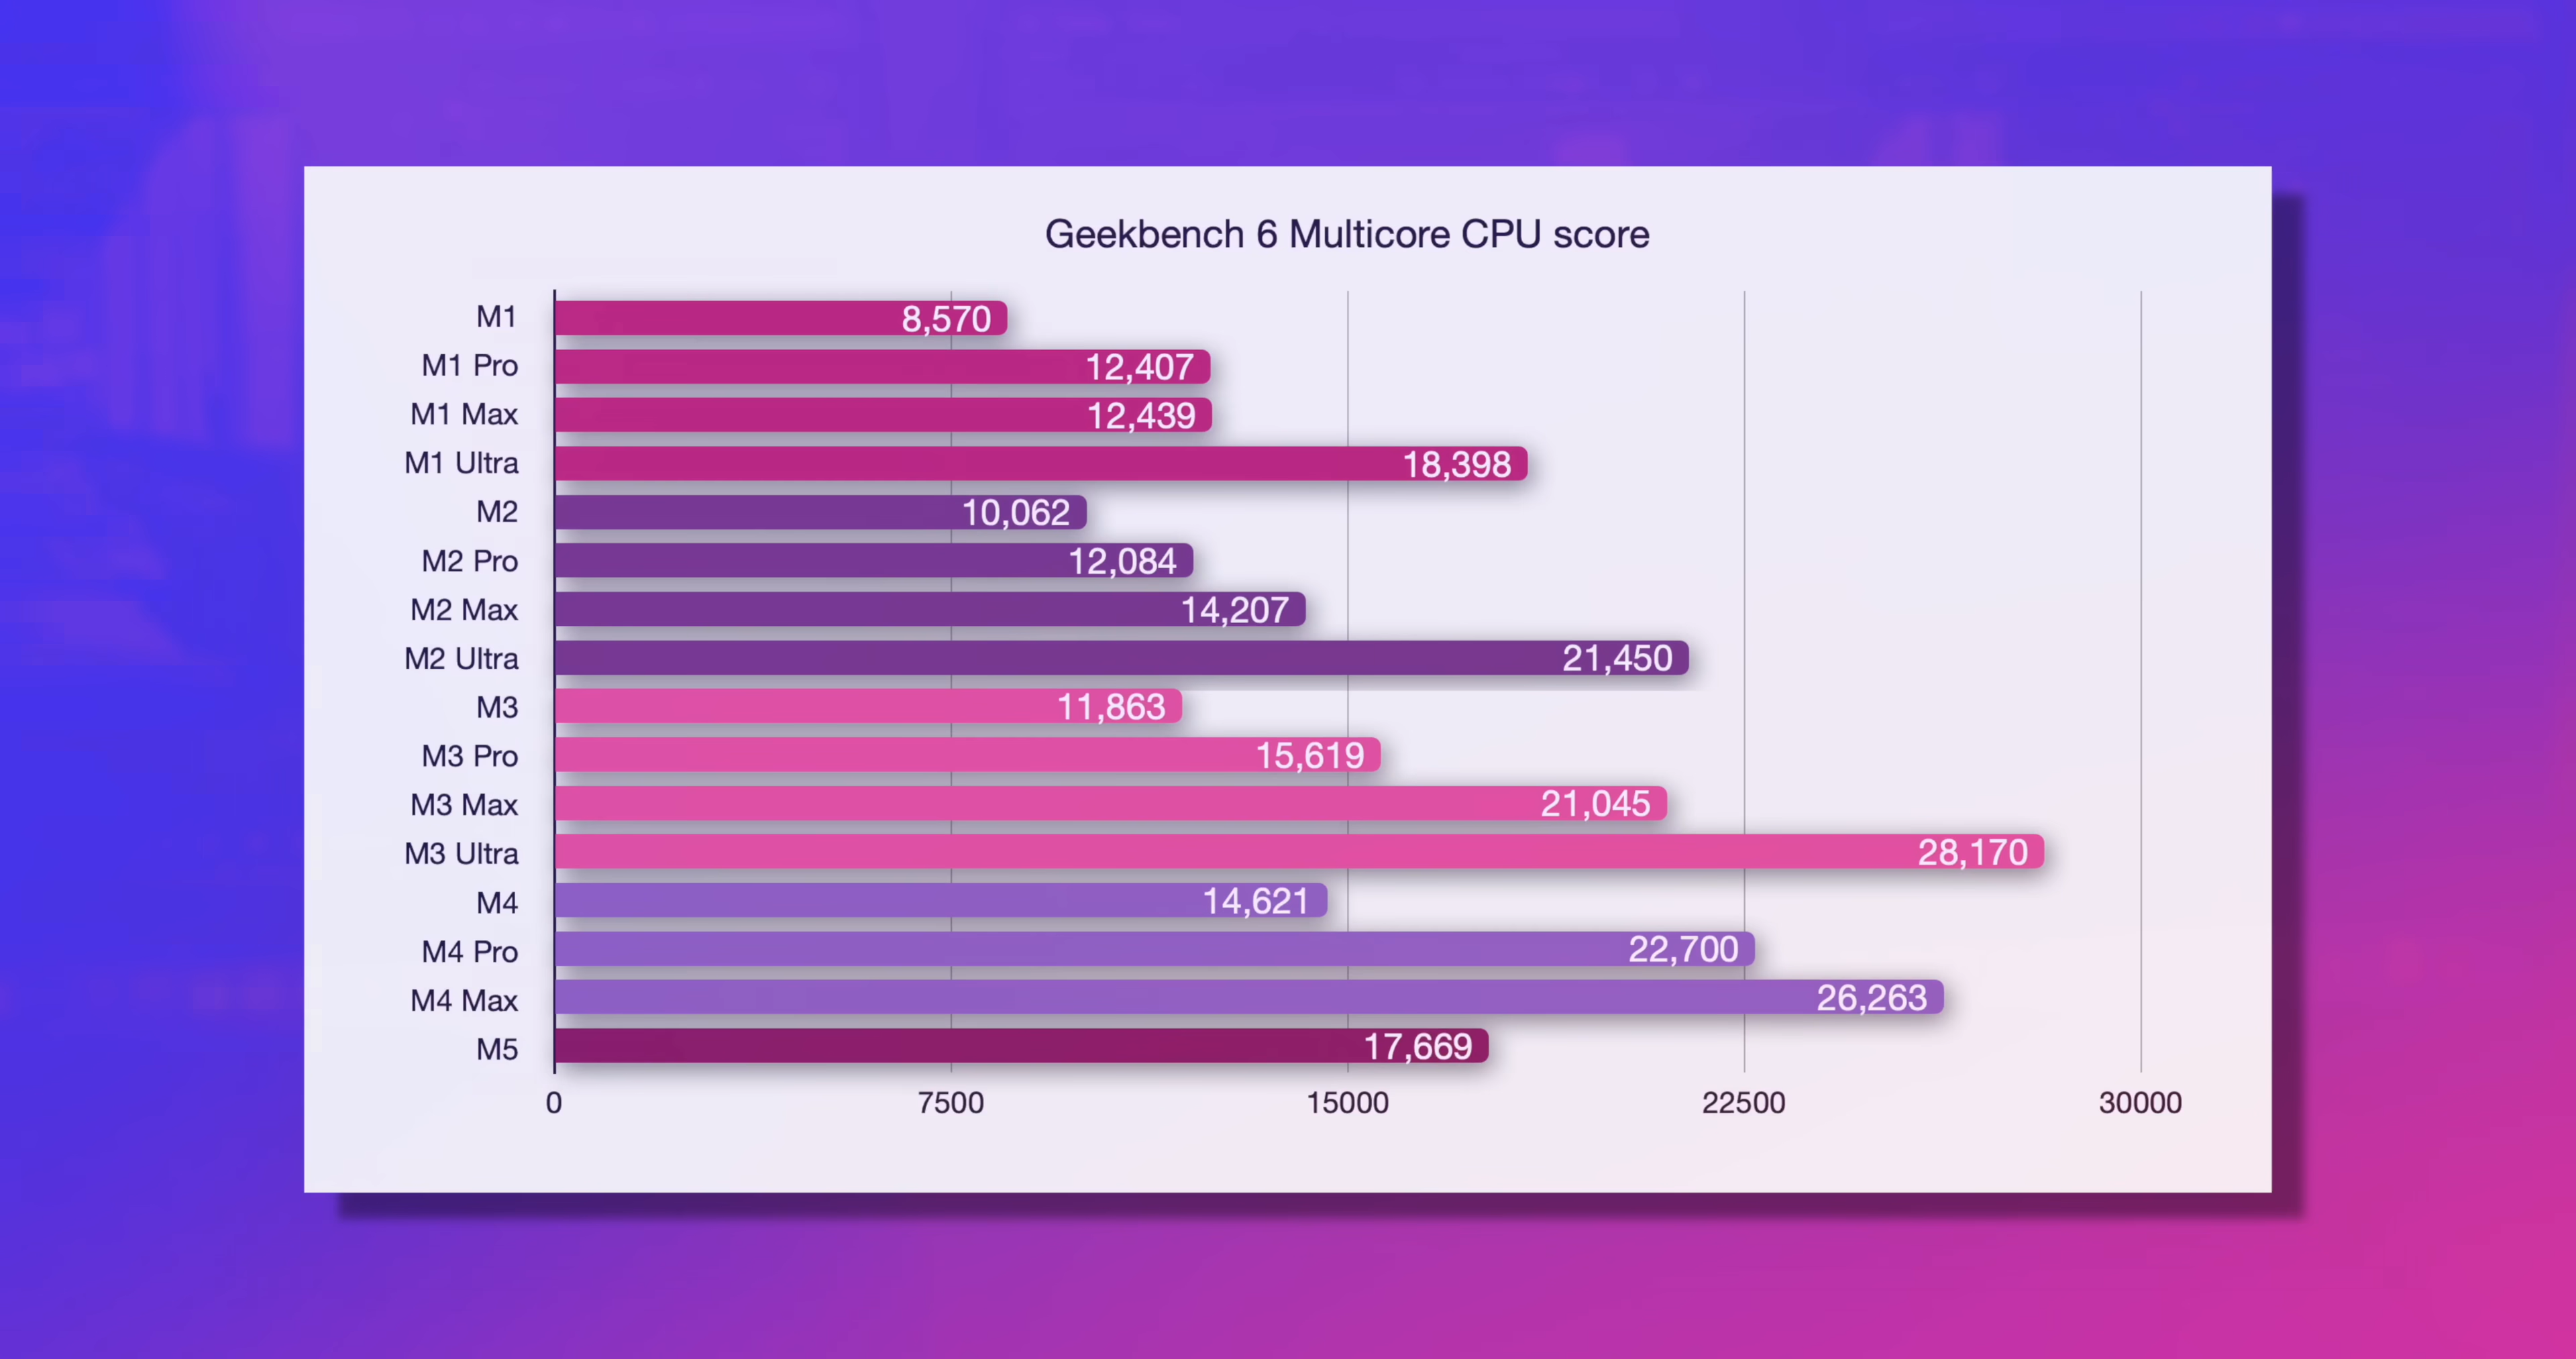 Geekbench 6 Multicore CPU score
M1 8,570
M1 Pro 12,407
M1 Max 12,439
M1 Ultra 18,398
M2 10,062
M2 Pro 12,084
M2 Max 14,207
M2 Ultra 21,450
M3 11,863
M3 Pro 15,619
M3 Max 21,045
M3 Ultra 28,170
M4 14,621
M4 Pro 22,700
M4 Max 26,263
M5 17,669
0 7500 15000 22500 30000